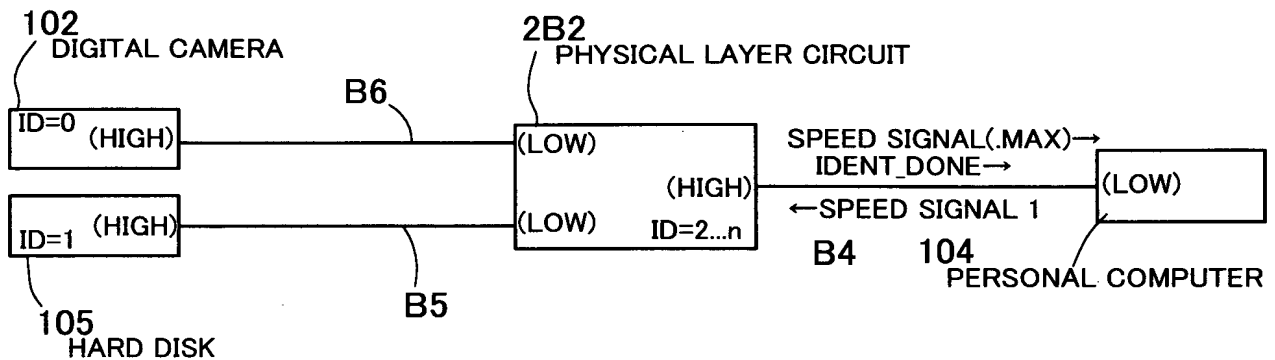 102
DIGITAL CAMERA
2B2
PHYSICAL LAYER CIRCUIT
B6
ID=0
(HIGH)
(LOW)
SPEED SIGNAL(.MAX)→
IDENT_DONE→
(HIGH)
(LOW)
ID=1
(HIGH)
(LOW)
ID=2...n
←SPEED SIGNAL 1
B4
104
PERSONAL COMPUTER
B5
105
HARD DISK